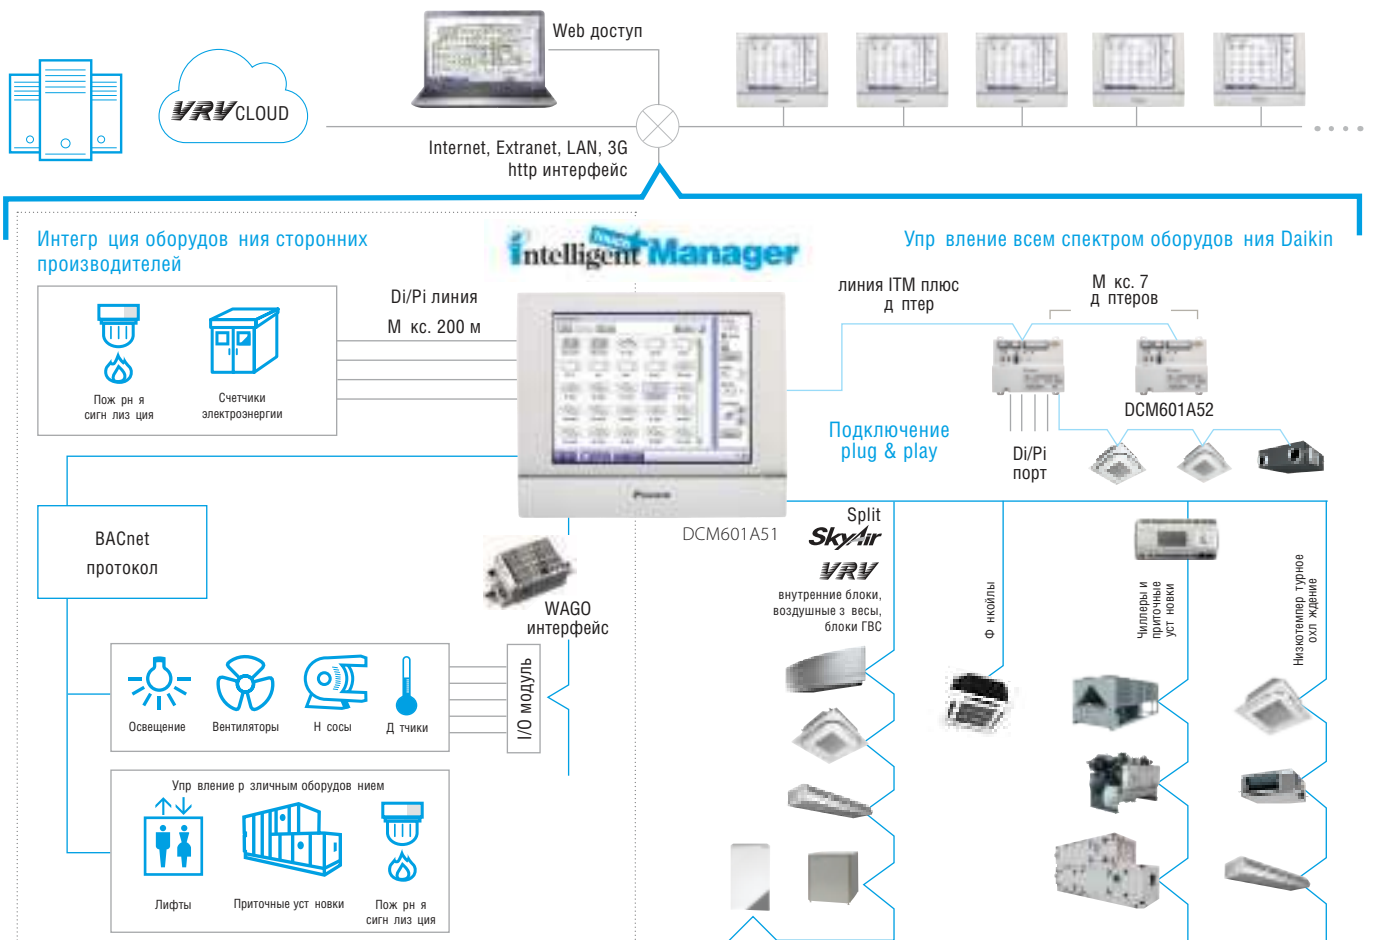 Web доступ
VRV CLOUD
Internet, Extranet, LAN, 3G
http интерфейс
Интегр ция оборудов ния сторонних
производителей
intelligent Manager
Упр вление всем спектром оборудов ния Daikin
Di/Pi линия
М кс. 200 м
Пож рн я
сигн лиз ция
Счетчики
электроэнергии
линия ITM плюс
д птер
М кс. 7
д птеров
DCM601A52
Подключение
plug & play
Di/Pi
порт
DCM601A51
BACnet
протокол
WAGO
интерфейс
Split
SkyAir
VRV
внутренние блоки,
воздушные з весы,
блоки ГВС
Ф нкойлы
Чиллеры и
приточные
уст новки
Низкотемпер турное
охл ждение
Освещение
Вентиляторы
Н сосы
Д тчики
I/O модуль
Упр вление р зличным оборудов нием
Лифты
Приточные уст новки
Пож рн я
сигн лиз ция